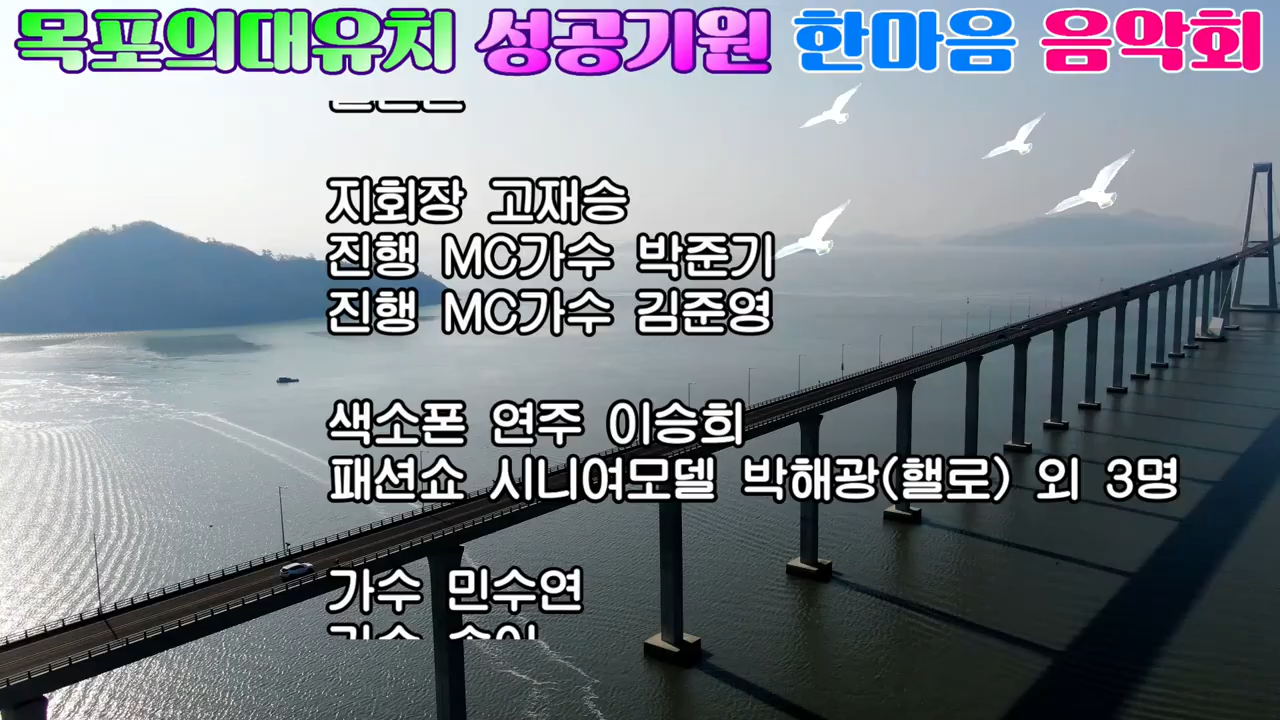 목포의대유치 성공기원 한마음 음악회
지회장 고재승
진행 MC가수 박준기
진행 MC가수 김준영
색소폰 연주 이승희
패션쇼 시니여모델 박해광(핼로) 외 3명
가수 민수연